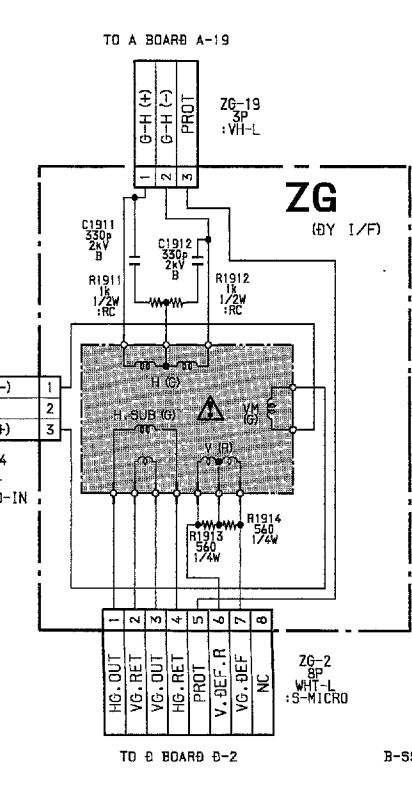 TO A BOARD A-19
G-H (+)
G-H (-)
PROT
ZG-19
3P
:VH-L
1
2
3
ZG
(DY I/F)
C1911
330p
2kV
B
C1912
330p
2kV
B
R1911
1k
1/2W
:RC
R1912
1k
1/2W
:RC
-)
1
2
+)
3
4
-IN
H (G)
H.SUB (G)
VM
(G)
V (R)
R1913
560
1/4W
R1914
560
1/4W
1
2
3
4
5
6
7
8
HG.OUT
VG.RET
VG.OUT
HG.RET
PROT
V.DEF.R
VG.DEF
NC
ZG-2
8P
WHT-L
:S-MICRO
TO D BOARD D-2
B-S